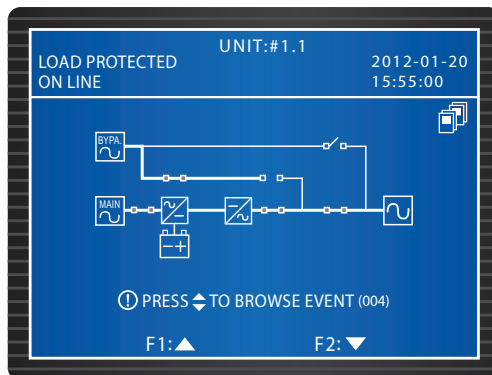 UNIT:#1.1
LOAD PROTECTED
ON LINE
2012-01-20
15:55:00
BYPA.
MAIN
PRESS TO BROWSE EVENT (004)
F1:
F2: